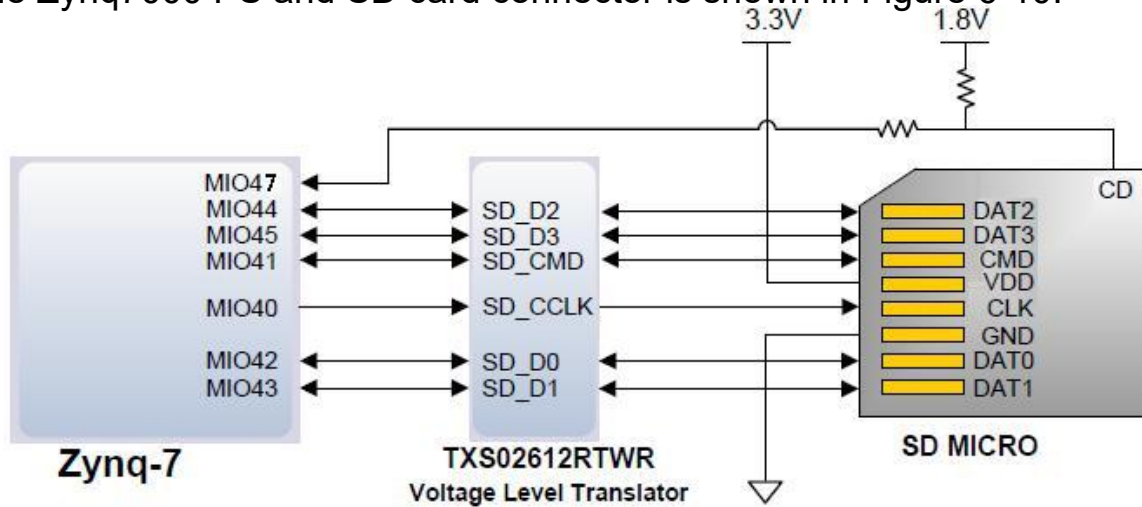 3.3V
1.8V
MIO47
MIO44
MIO45
MIO41
MIO40
MIO42
MIO43
Zynq-7
SD_D2
SD_D3
SD_CMD
SD_CCLK
SD_D0
SD_D1
TXS02612RTWR
Voltage Level Translator
CD
DAT2
DAT3
CMD
VDD
CLK
GND
DAT0
DAT1
SD MICRO